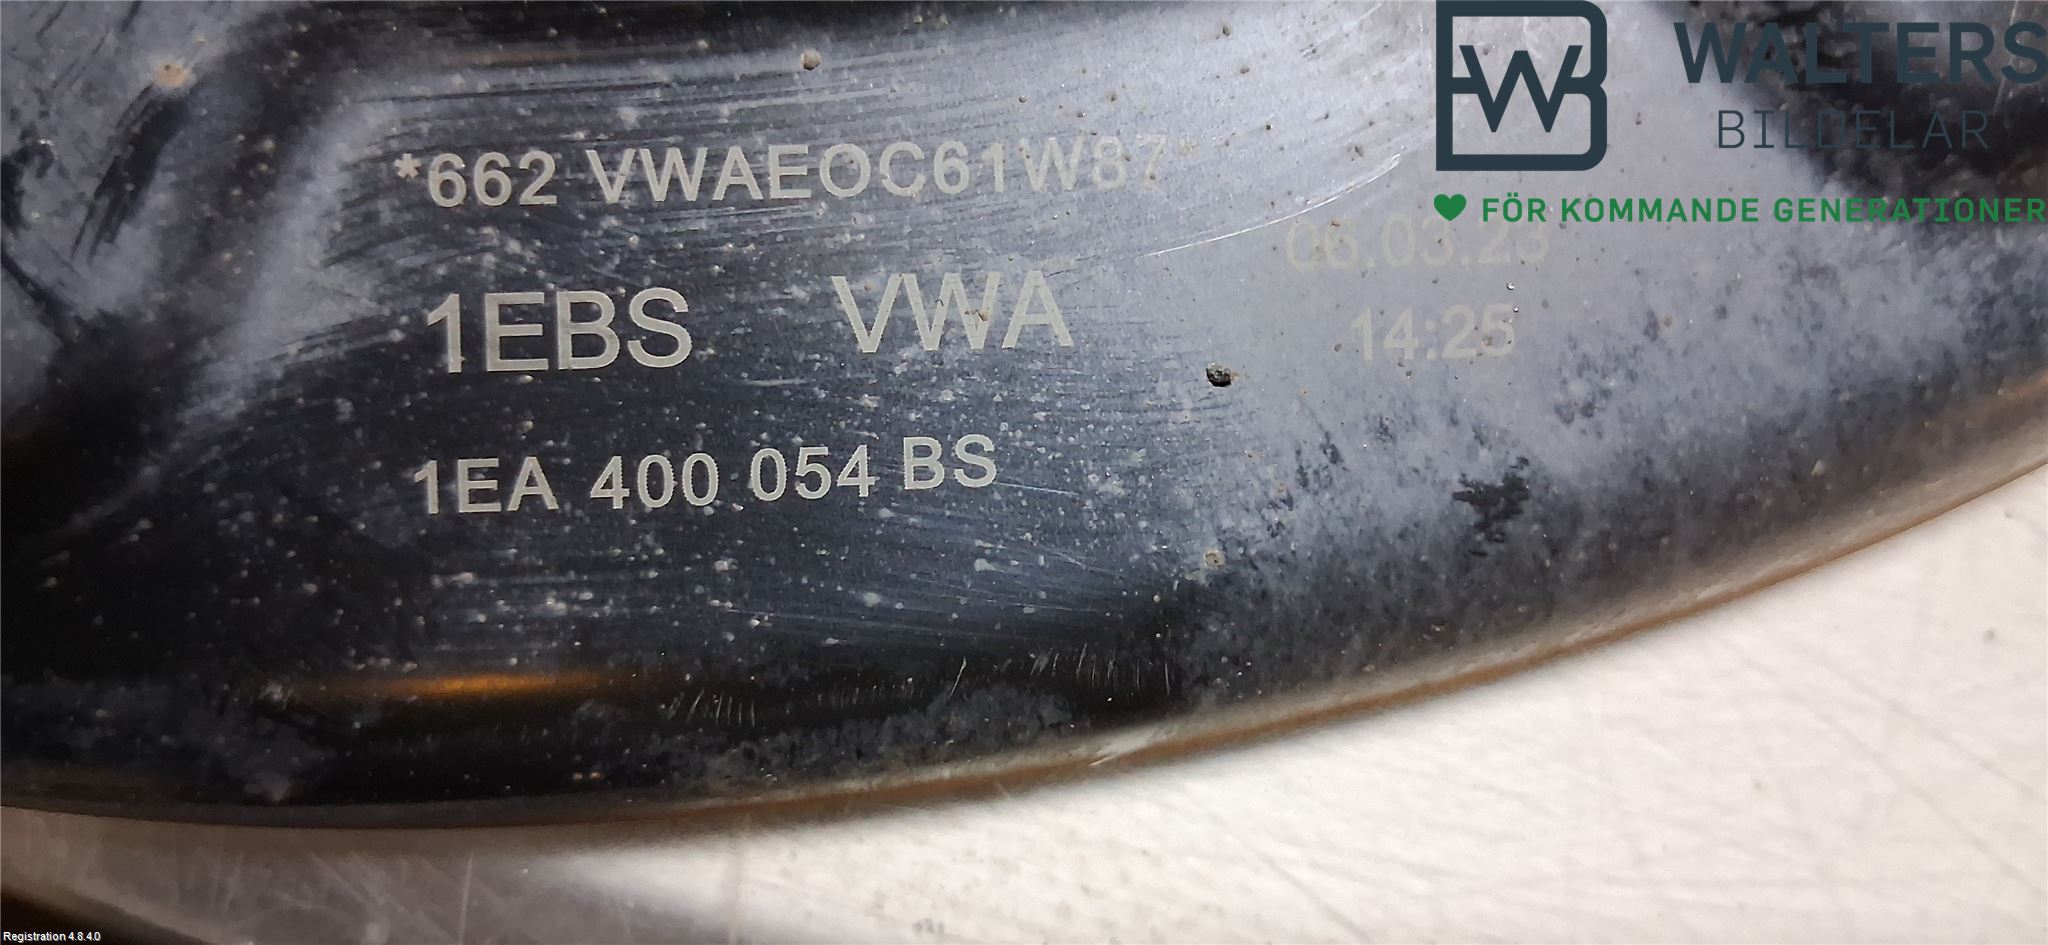 WALTERS
BILDELAR
FÖR KOMMANDE GENERATIONER
*662 VWAEOC61W87*
06.03.23
1EBS VWA
14:25
1EA 400 054 BS
Registration 4.8.4.0